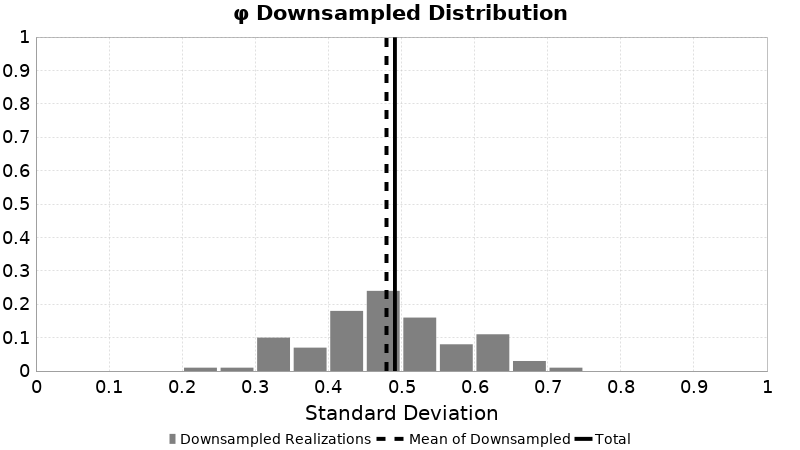 φ Downsampled Distribution
1
0.9
0.8
0.7
0.6
0.5
0.4
0.3
0.2
0.1
0
0 0.1 0.2 0.3 0.4 0.5 0.6 0.7 0.8 0.9 1
Standard Deviation
Downsampled Realizations Mean of Downsampled Total